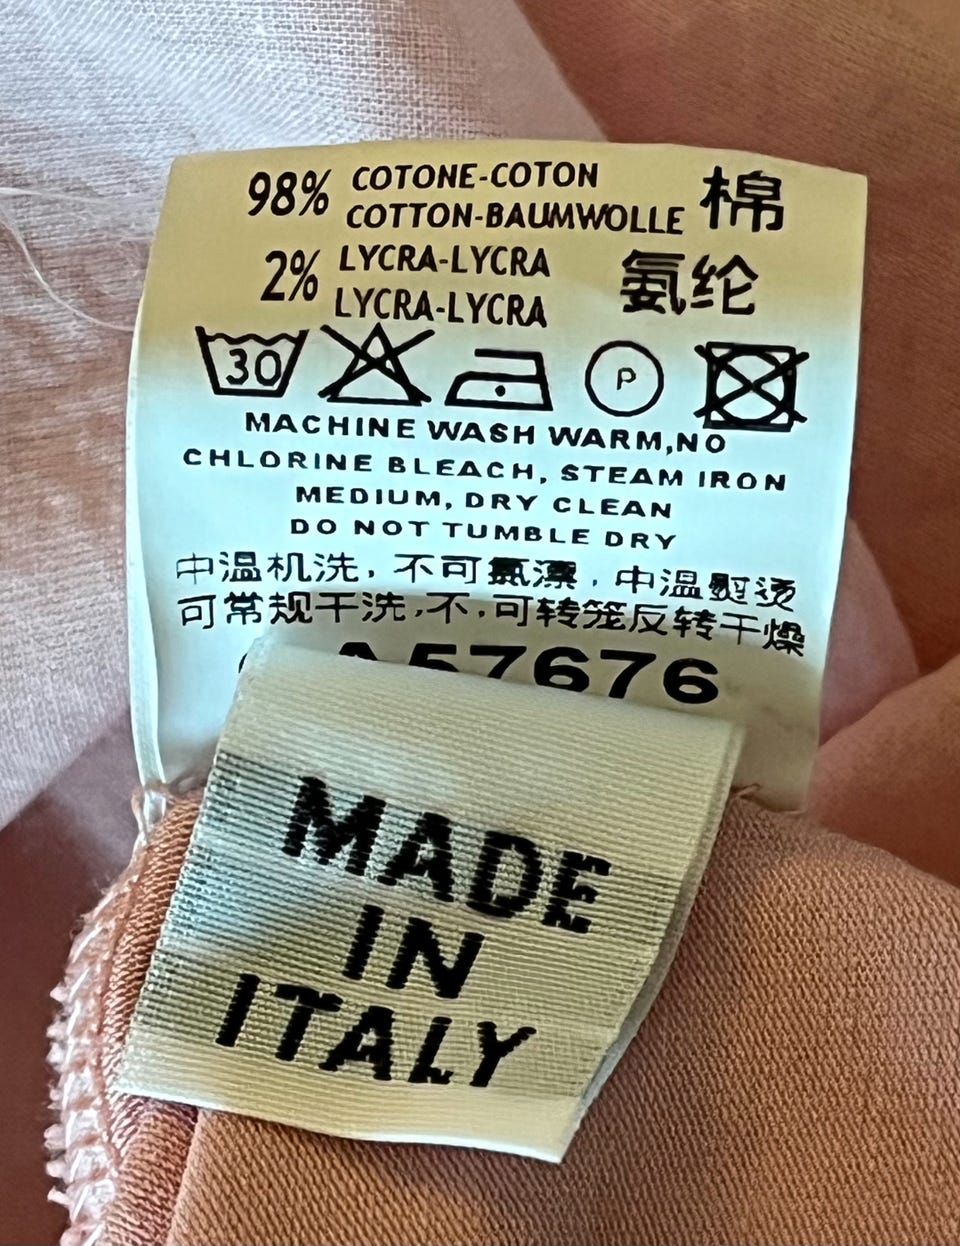 98% COTONE-COTON
COTTON-BAUMWOLLE 棉
2% LYCRA-LYCRA
LYCRA-LYCRA 氨纶
30 P
MACHINE WASH WARM,NO
CHLORINE BLEACH, STEAM IRON
MEDIUM, DRY CLEAN
DO NOT TUMBLE DRY
中温机洗，不可氯漂，中温熨烫
可常规干洗,不,可转笼反转干燥
A57676
MADE
IN
ITALY